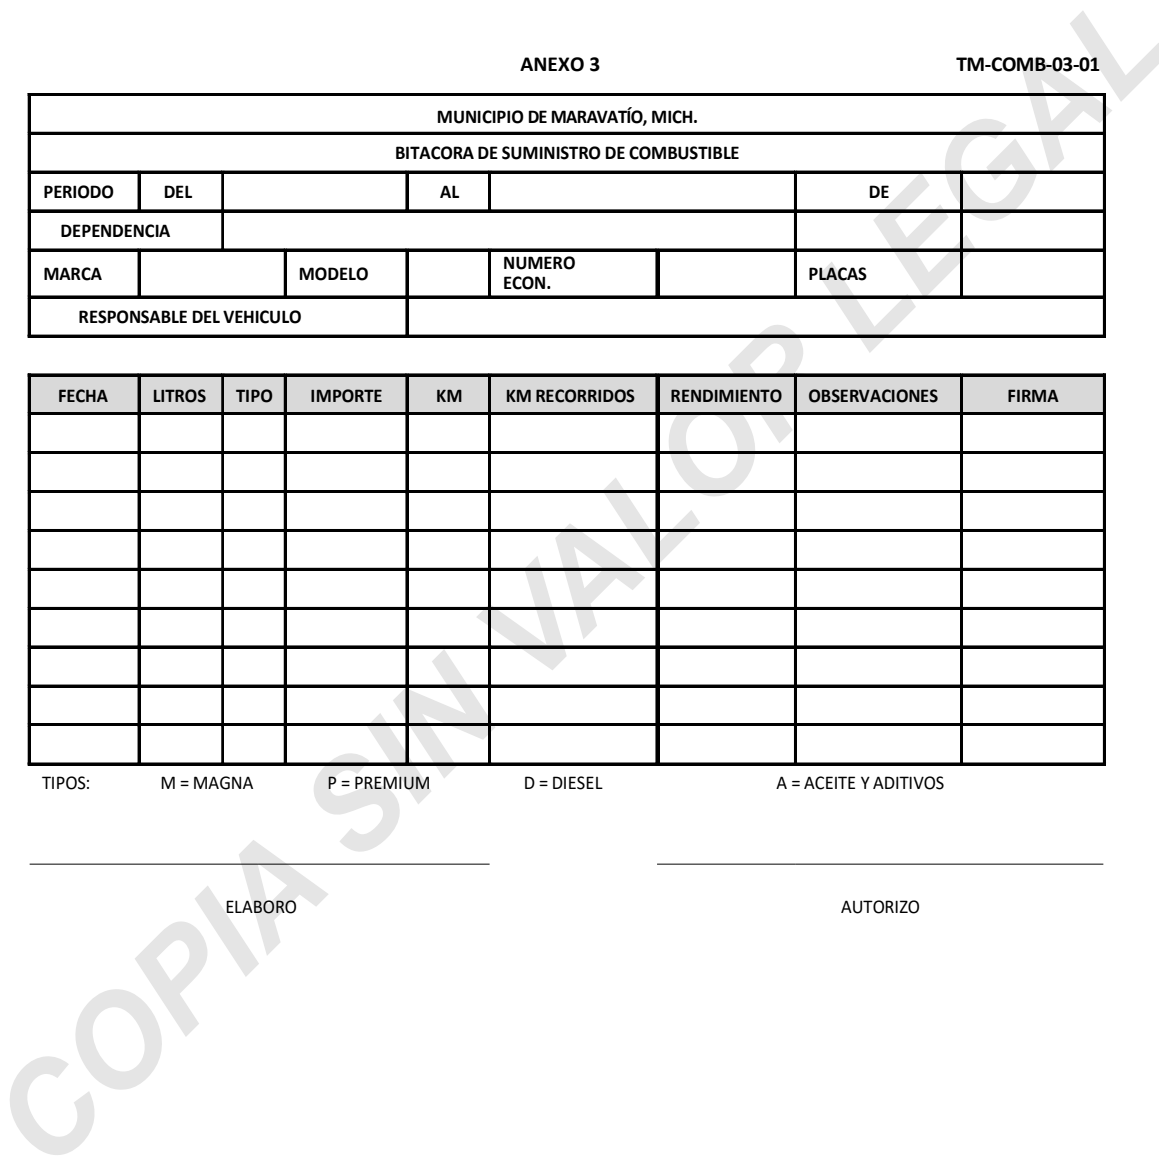 ANEXO 3 TM-COMB-03-01
MUNICIPIO DE MARAVATÍO, MICH.
BITACORA DE SUMINISTRO DE COMBUSTIBLE
PERIODO DEL AL DE
DEPENDENCIA
MARCA MODELO NUMERO ECON. PLACAS
RESPONSABLE DEL VEHICULO
FECHA LITROS TIPO IMPORTE KM KM RECORRIDOS RENDIMIENTO OBSERVACIONES FIRMA
TIPOS: M = MAGNA P = PREMIUM D = DIESEL A = ACEITE Y ADITIVOS
ELABORO AUTORIZO
COPIA SIN VALOP LEGAL